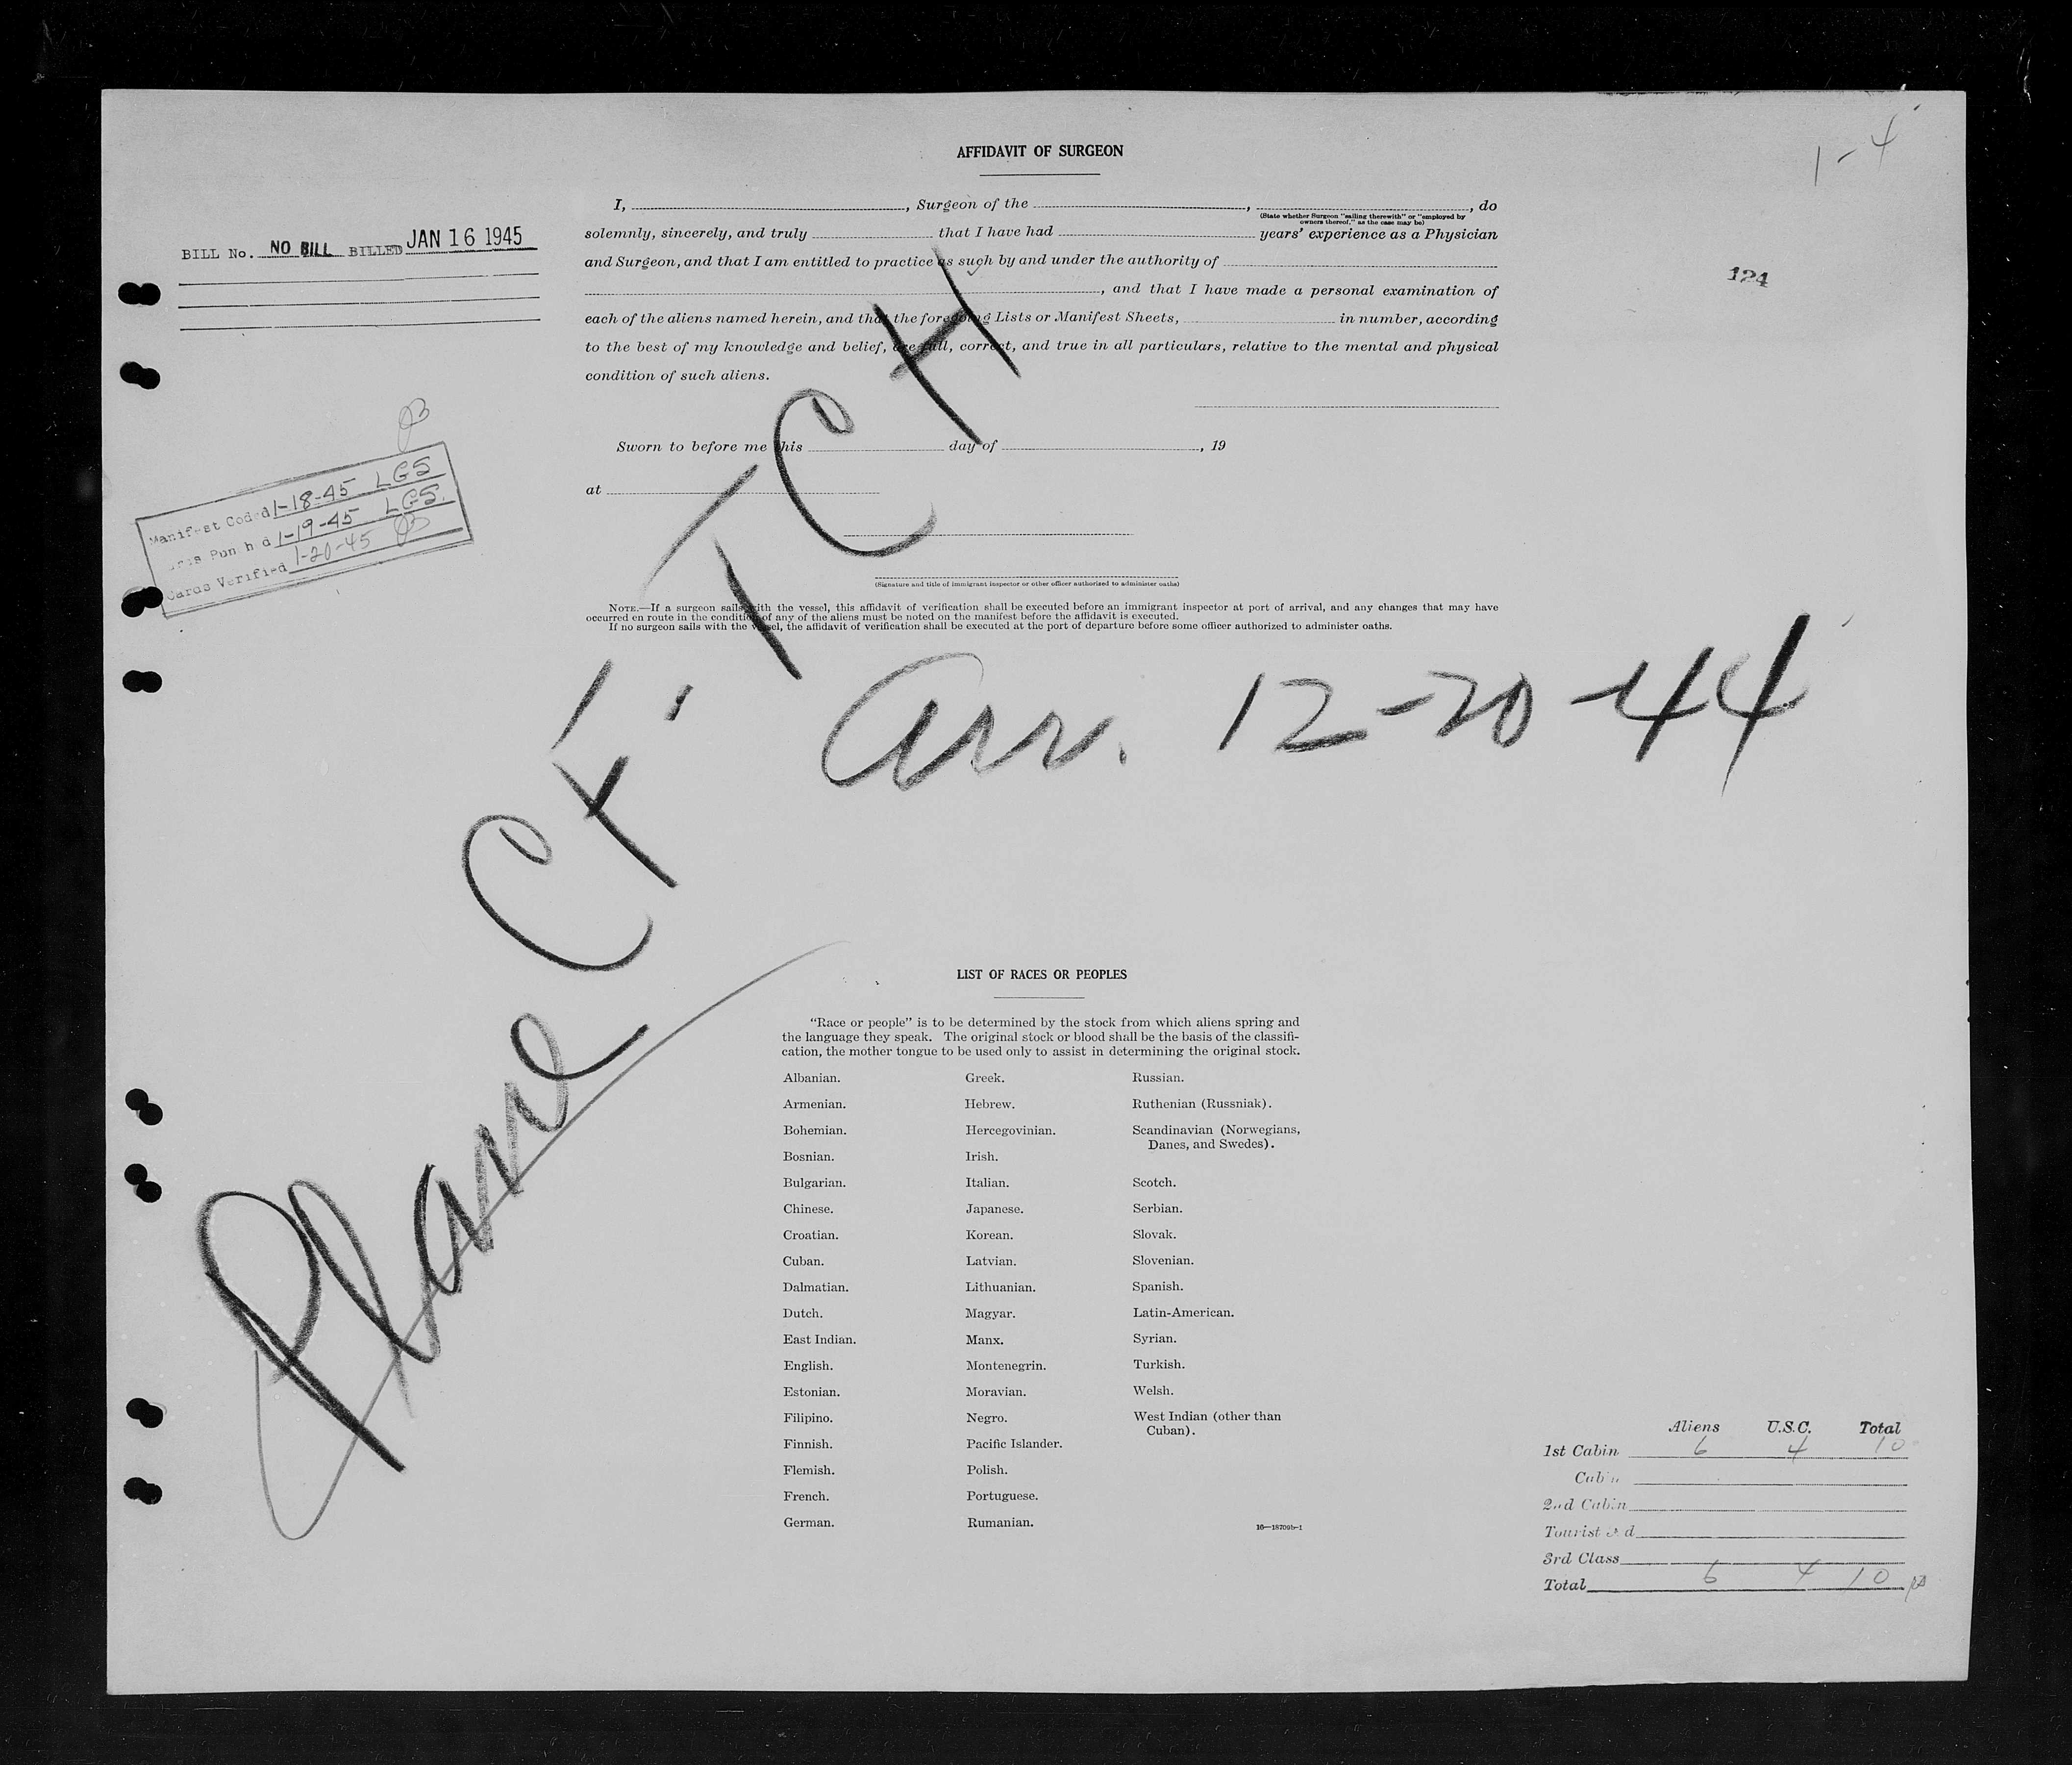 AFFIDAVIT OF SURGEON
1-4
I, , Surgeon of the , , do
(State whether Surgeon "sailing therewith" or "employed by
owners thereof," as the case may be)
solemnly, sincerely, and truly that I have had years' experience as a Physician
and Surgeon, and that I am entitled to practice as such by and under the authority of
, and that I have made a personal examination of
each of the aliens named herein, and that the foregoing Lists or Manifest Sheets, in number, according
to the best of my knowledge and belief, are full, correct, and true in all particulars, relative to the mental and physical
condition of such aliens.
BILL No. NO BILL BILLED JAN 16 1945
124
Sworn to before me this day of , 19
at
(Signature and title of immigrant inspector or other officer authorized to administer oaths)
Manifest Coded 1-18-45 LGS
Punched 1-19-45 LGS.
Cards Verified 1-20-45
NOTE.—If a surgeon sails with the vessel, this affidavit of verification shall be executed before an immigrant inspector at port of arrival, and any changes that may have
occurred en route in the condition of any of the aliens must be noted on the manifest before the affidavit is executed.
If no surgeon sails with the vessel, the affidavit of verification shall be executed at the port of departure before some officer authorized to administer oaths.
Plane CF-TCH
arr. 12-20-44
LIST OF RACES OR PEOPLES
"Race or people" is to be determined by the stock from which aliens spring and
the language they speak. The original stock or blood shall be the basis of the classifi-
cation, the mother tongue to be used only to assist in determining the original stock.
Albanian.
Armenian.
Bohemian.
Bosnian.
Bulgarian.
Chinese.
Croatian.
Cuban.
Dalmatian.
Dutch.
East Indian.
English.
Estonian.
Filipino.
Finnish.
Flemish.
French.
German.
Greek.
Hebrew.
Hercegovinian.
Irish.
Italian.
Japanese.
Korean.
Latvian.
Lithuanian.
Magyar.
Manx.
Montenegrin.
Moravian.
Negro.
Pacific Islander.
Polish.
Portuguese.
Rumanian.
Russian.
Ruthenian (Russniak).
Scandinavian (Norwegians,
Danes, and Swedes).
Scotch.
Serbian.
Slovak.
Slovenian.
Spanish.
Latin-American.
Syrian.
Turkish.
Welsh.
West Indian (other than
Cuban).
16—18709b-1
Aliens U.S.C. Total
1st Cabin 6 4 10
Cabin
2nd Cabin
Tourist 3d
3rd Class
Total 6 4 10